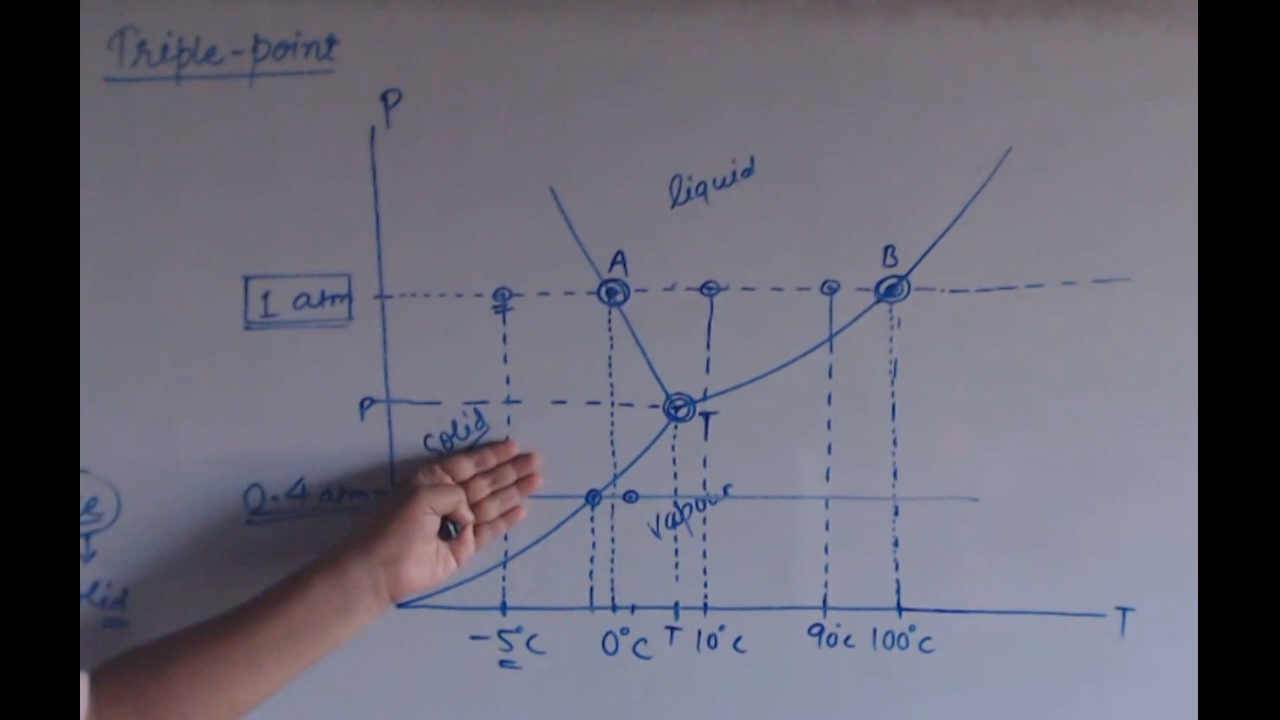 Triple-point
P
liquid
A
B
1 atm
P
T
solid
0.4 atm
vapour
-5°C
0°C
T
10°C
90°C
100°C
T